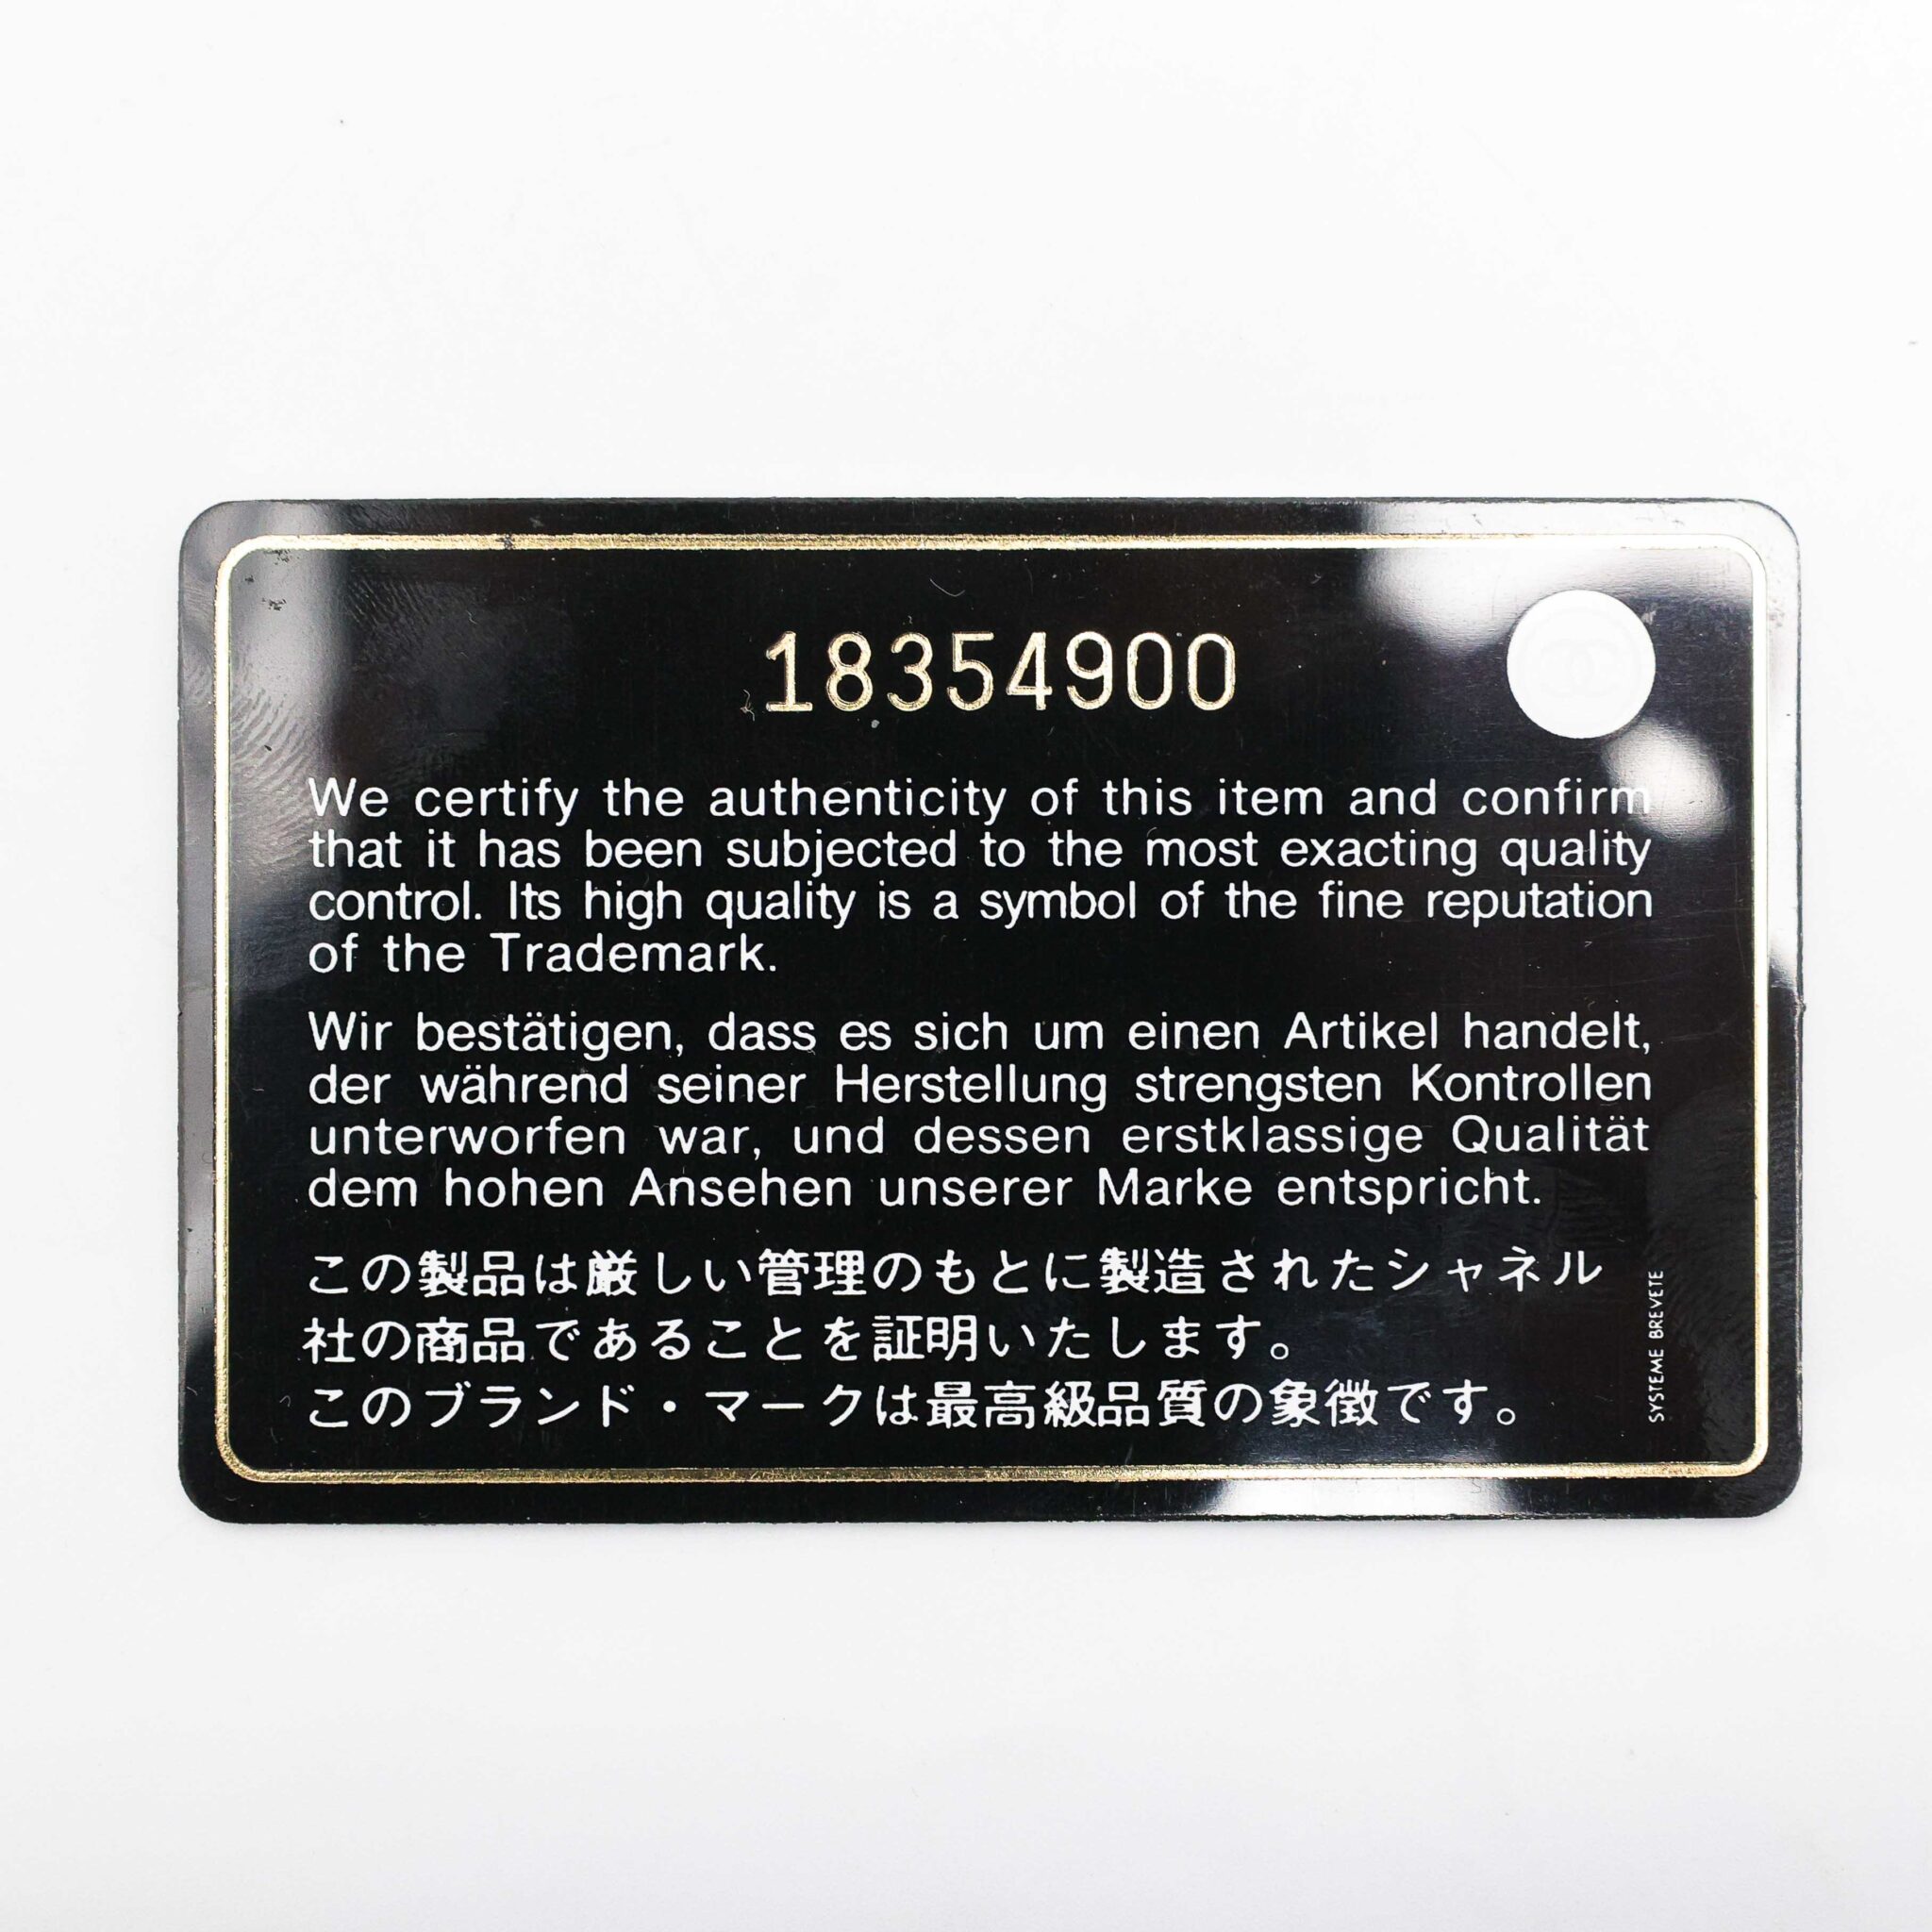 18354900
We certify the authenticity of this item and confirm
that it has been subjected to the most exacting quality
control. Its high quality is a symbol of the fine reputation
of the Trademark.
Wir bestätigen, dass es sich um einen Artikel handelt,
der während seiner Herstellung strengsten Kontrollen
unterworfen war, und dessen erstklassige Qualität
dem hohen Ansehen unserer Marke entspricht.
この製品は厳しい管理のもとに製造されたシャネル
社の商品であることを証明いたします。
このブランド・マークは最高級品質の象徴です。
SYSTEME BREVETE